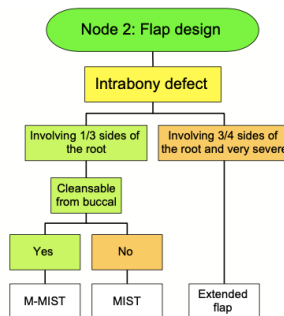 Node 2: Flap design
Intrabony defect
Involving 1/3 sides of
the root
Involving 3/4 sides of
the root and very severe
Cleansable
from buccal
Yes
No
M-MIST
MIST
Extended
flap